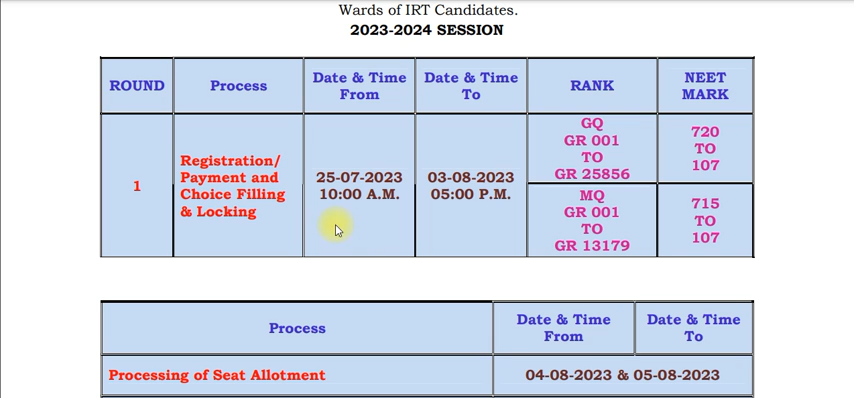 Wards of IRT Candidates.
2023-2024 SESSION
ROUND
Process
Date & Time
From
Date & Time
To
RANK
NEET
MARK
1
Registration/
Payment and
Choice Filling
& Locking
25-07-2023
10:00 A.M.
03-08-2023
05:00 P.M.
GQ
GR 001
TO
GR 25856
720
TO
107
MQ
GR 001
TO
GR 13179
715
TO
107
Process
Date & Time
From
Date & Time
To
Processing of Seat Allotment
04-08-2023 & 05-08-2023